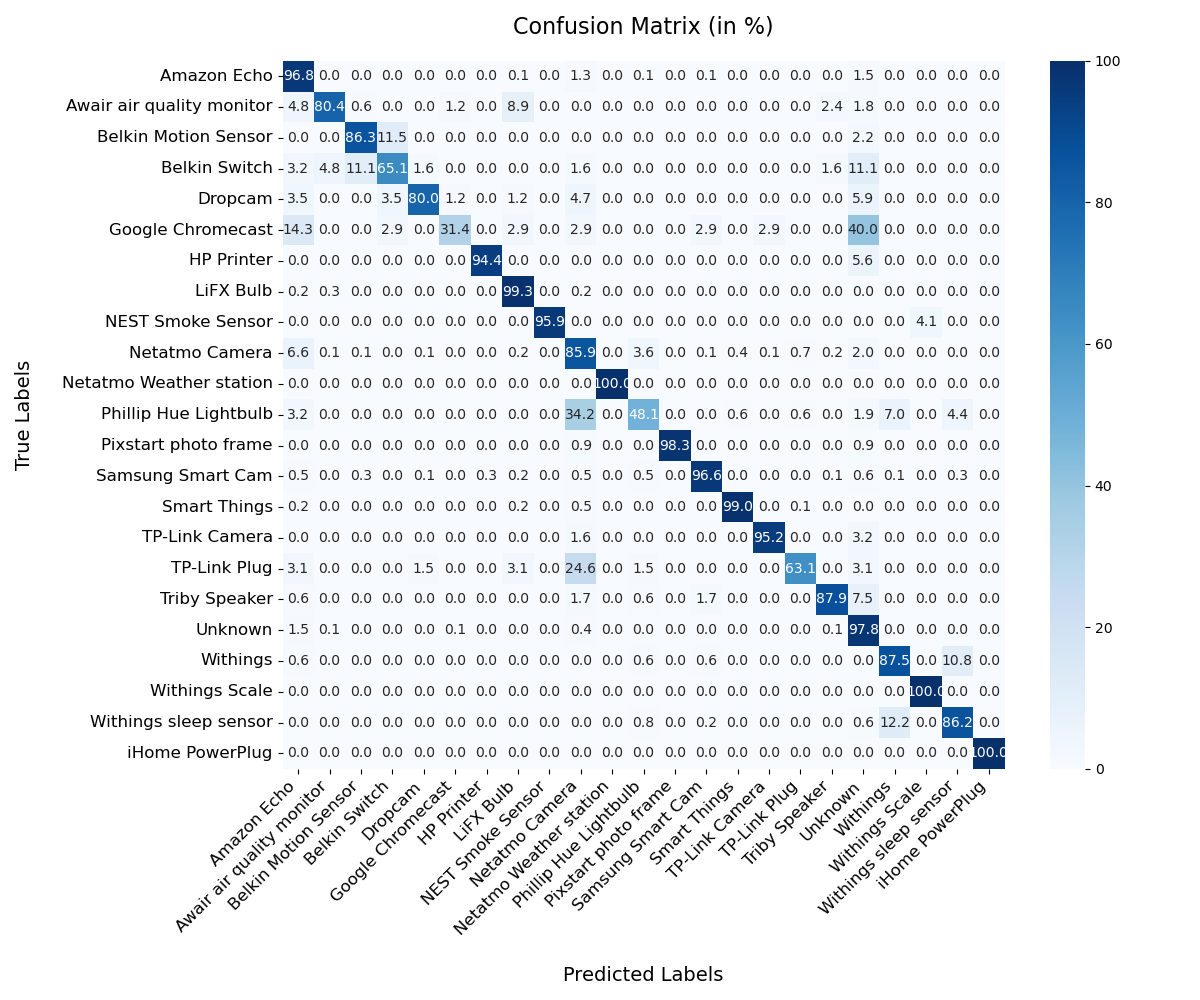 Confusion Matrix (in %)
True Labels
Amazon Echo 96.8 0.0 0.0 0.0 0.0 0.0 0.0 0.1 0.0 1.3 0.0 0.1 0.0 0.1 0.0 0.0 0.0 0.0 1.5 0.0 0.0 0.0 0.0
Awair air quality monitor 4.8 80.4 0.6 0.0 0.0 1.2 0.0 8.9 0.0 0.0 0.0 0.0 0.0 0.0 0.0 0.0 0.0 2.4 1.8 0.0 0.0 0.0 0.0
Belkin Motion Sensor 0.0 0.0 86.3 11.5 0.0 0.0 0.0 0.0 0.0 0.0 0.0 0.0 0.0 0.0 0.0 0.0 0.0 0.0 2.2 0.0 0.0 0.0 0.0
Belkin Switch 3.2 4.8 11.1 65.1 1.6 0.0 0.0 0.0 0.0 1.6 0.0 0.0 0.0 0.0 0.0 0.0 0.0 1.6 11.1 0.0 0.0 0.0 0.0
Dropcam 3.5 0.0 0.0 3.5 80.0 1.2 0.0 1.2 0.0 4.7 0.0 0.0 0.0 0.0 0.0 0.0 0.0 0.0 5.9 0.0 0.0 0.0 0.0
Google Chromecast 14.3 0.0 0.0 2.9 0.0 31.4 0.0 2.9 0.0 2.9 0.0 0.0 0.0 2.9 0.0 2.9 0.0 0.0 40.0 0.0 0.0 0.0 0.0
HP Printer 0.0 0.0 0.0 0.0 0.0 0.0 94.4 0.0 0.0 0.0 0.0 0.0 0.0 0.0 0.0 0.0 0.0 0.0 5.6 0.0 0.0 0.0 0.0
LiFX Bulb 0.2 0.3 0.0 0.0 0.0 0.0 0.0 99.3 0.0 0.2 0.0 0.0 0.0 0.0 0.0 0.0 0.0 0.0 0.0 0.0 0.0 0.0 0.0
NEST Smoke Sensor 0.0 0.0 0.0 0.0 0.0 0.0 0.0 0.0 95.9 0.0 0.0 0.0 0.0 0.0 0.0 0.0 0.0 0.0 0.0 0.0 4.1 0.0 0.0
Netatmo Camera 6.6 0.1 0.1 0.0 0.1 0.0 0.0 0.2 0.0 85.9 0.0 3.6 0.0 0.1 0.4 0.1 0.7 0.2 2.0 0.0 0.0 0.0 0.0
Netatmo Weather station 0.0 0.0 0.0 0.0 0.0 0.0 0.0 0.0 0.0 0.0 100.0 0.0 0.0 0.0 0.0 0.0 0.0 0.0 0.0 0.0 0.0 0.0 0.0
Phillip Hue Lightbulb 3.2 0.0 0.0 0.0 0.0 0.0 0.0 0.0 0.0 34.2 0.0 48.1 0.0 0.0 0.6 0.0 0.6 0.0 1.9 7.0 0.0 4.4 0.0
Pixstart photo frame 0.0 0.0 0.0 0.0 0.0 0.0 0.0 0.0 0.0 0.9 0.0 0.0 98.3 0.0 0.0 0.0 0.0 0.0 0.9 0.0 0.0 0.0 0.0
Samsung Smart Cam 0.5 0.0 0.3 0.0 0.1 0.0 0.3 0.2 0.0 0.5 0.0 0.5 0.0 96.6 0.0 0.0 0.0 0.1 0.6 0.1 0.0 0.3 0.0
Smart Things 0.2 0.0 0.0 0.0 0.0 0.0 0.0 0.2 0.0 0.5 0.0 0.0 0.0 0.0 99.0 0.0 0.1 0.0 0.0 0.0 0.0 0.0 0.0
TP-Link Camera 0.0 0.0 0.0 0.0 0.0 0.0 0.0 0.0 0.0 1.6 0.0 0.0 0.0 0.0 0.0 95.2 0.0 0.0 3.2 0.0 0.0 0.0 0.0
TP-Link Plug 3.1 0.0 0.0 0.0 1.5 0.0 0.0 3.1 0.0 24.6 0.0 1.5 0.0 0.0 0.0 0.0 63.1 0.0 3.1 0.0 0.0 0.0 0.0
Triby Speaker 0.6 0.0 0.0 0.0 0.0 0.0 0.0 0.0 0.0 1.7 0.0 0.6 0.0 1.7 0.0 0.0 0.0 87.9 7.5 0.0 0.0 0.0 0.0
Unknown 1.5 0.1 0.0 0.0 0.0 0.1 0.0 0.0 0.0 0.4 0.0 0.0 0.0 0.0 0.0 0.0 0.0 0.1 97.8 0.0 0.0 0.0 0.0
Withings 0.6 0.0 0.0 0.0 0.0 0.0 0.0 0.0 0.0 0.0 0.0 0.6 0.0 0.6 0.0 0.0 0.0 0.0 0.0 87.5 0.0 10.8 0.0
Withings Scale 0.0 0.0 0.0 0.0 0.0 0.0 0.0 0.0 0.0 0.0 0.0 0.0 0.0 0.0 0.0 0.0 0.0 0.0 0.0 0.0 100.0 0.0 0.0
Withings sleep sensor 0.0 0.0 0.0 0.0 0.0 0.0 0.0 0.0 0.0 0.0 0.0 0.8 0.0 0.2 0.0 0.0 0.0 0.0 0.6 12.2 0.0 86.2 0.0
iHome PowerPlug 0.0 0.0 0.0 0.0 0.0 0.0 0.0 0.0 0.0 0.0 0.0 0.0 0.0 0.0 0.0 0.0 0.0 0.0 0.0 0.0 0.0 0.0 100.0
Amazon Echo
Awair air quality monitor
Belkin Motion Sensor
Belkin Switch
Dropcam
Google Chromecast
HP Printer
LiFX Bulb
NEST Smoke Sensor
Netatmo Camera
Netatmo Weather station
Phillip Hue Lightbulb
Pixstart photo frame
Samsung Smart Cam
Smart Things
TP-Link Camera
TP-Link Plug
Triby Speaker
Unknown
Withings
Withings Scale
Withings sleep sensor
iHome PowerPlug
Predicted Labels
100
80
60
40
20
0